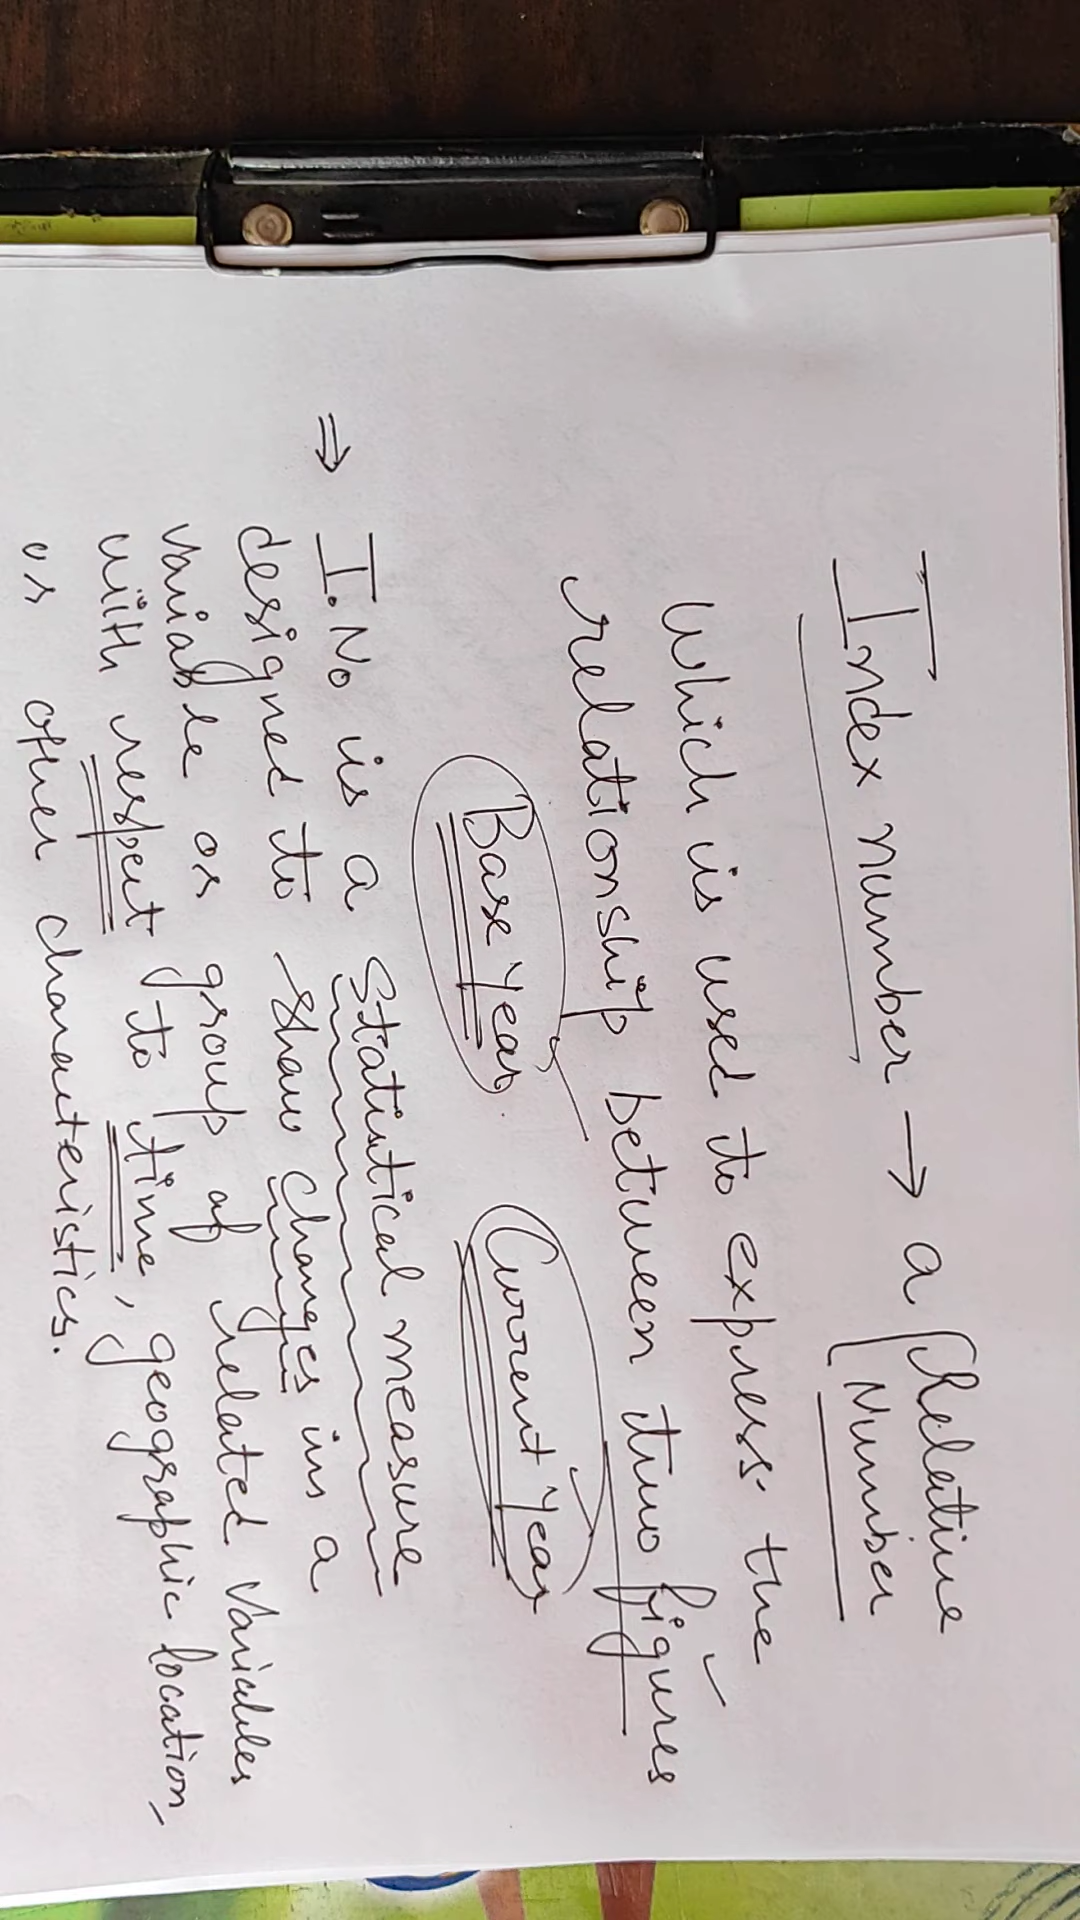 Index number → a Relative
Number
which is used to express the
relationship between two figures
Base Year. Current Year
⇒ I. No is a Statistical measure
designed to show changes in a
variable or group of related variables
with respect to time, geographic location
or other characteristics.